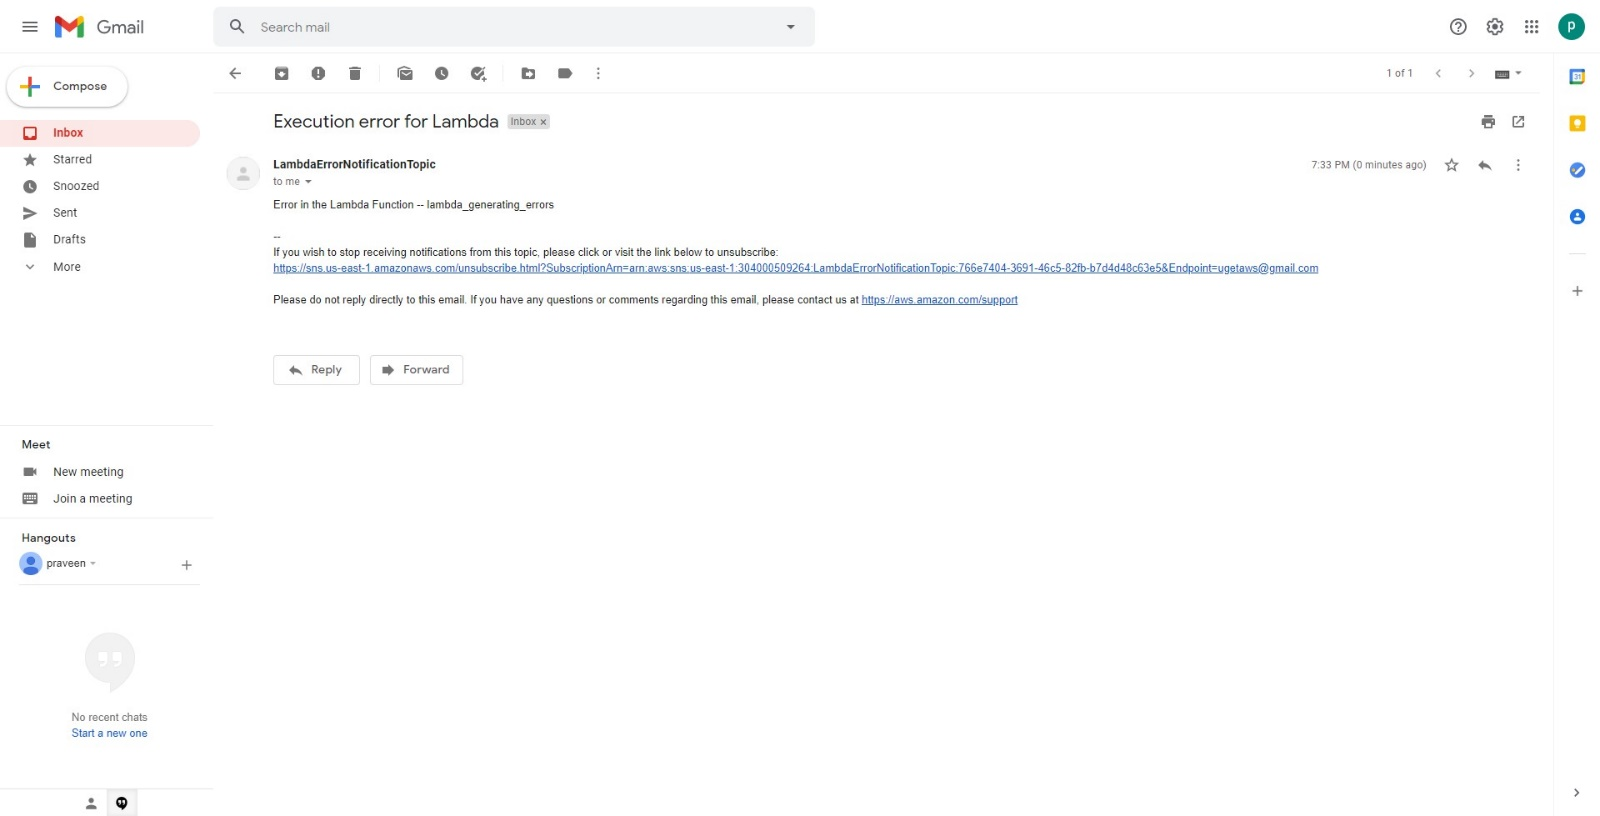 Gmail
Search mail
p
Compose
1 of 1
31
Inbox
Starred
Snoozed
Sent
Drafts
More
Execution error for Lambda Inbox x
LambdaErrorNotificationTopic
7:33 PM (0 minutes ago)
to me
Error in the Lambda Function -- lambda_generating_errors
--
If you wish to stop receiving notifications from this topic, please click or visit the link below to unsubscribe:
https://sns.us-east-1.amazonaws.com/unsubscribe.html?SubscriptionArn=arn:aws:sns:us-east-1:304000509264:LambdaErrorNotificationTopic:766e7404-3691-46c5-82fb-b7d4d48c63e5&Endpoint=ugetaws@gmail.com
Please do not reply directly to this email. If you have any questions or comments regarding this email, please contact us at https://aws.amazon.com/support
Reply
Forward
Meet
New meeting
Join a meeting
Hangouts
praveen
No recent chats
Start a new one